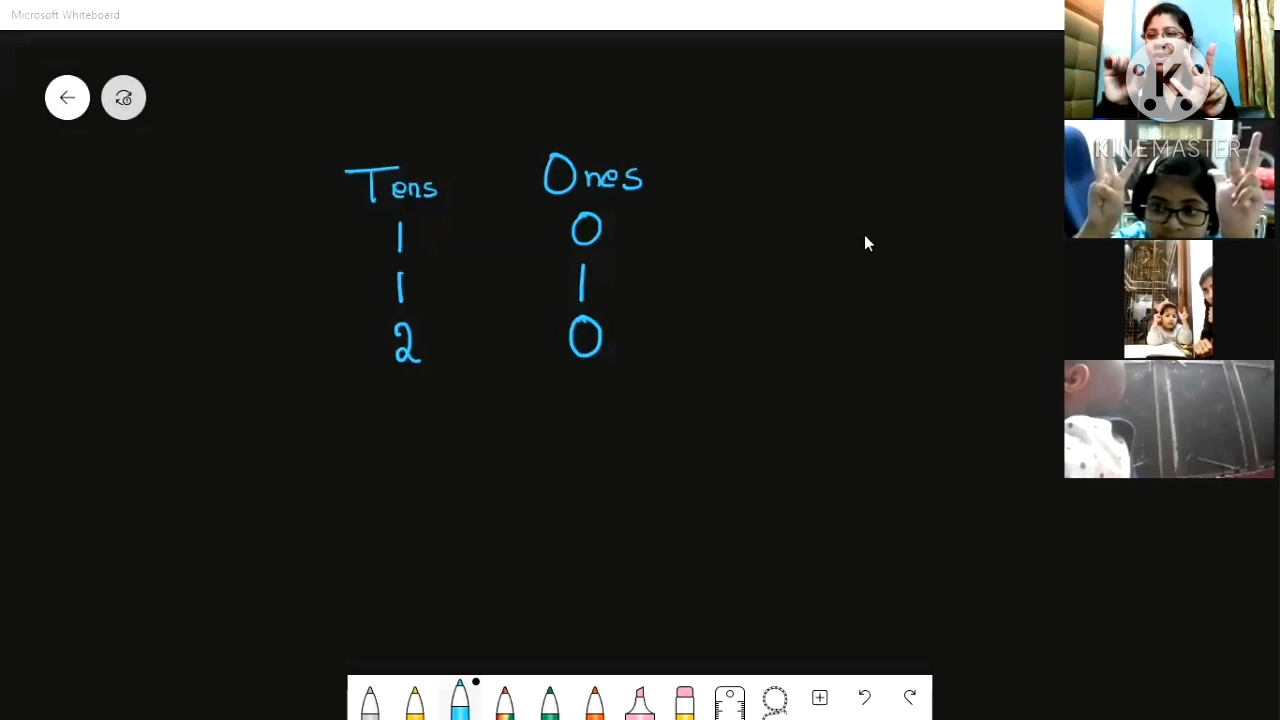 Microsoft Whiteboard
K
KINEMASTER
Tens Ones
1 0
1 1
2 0